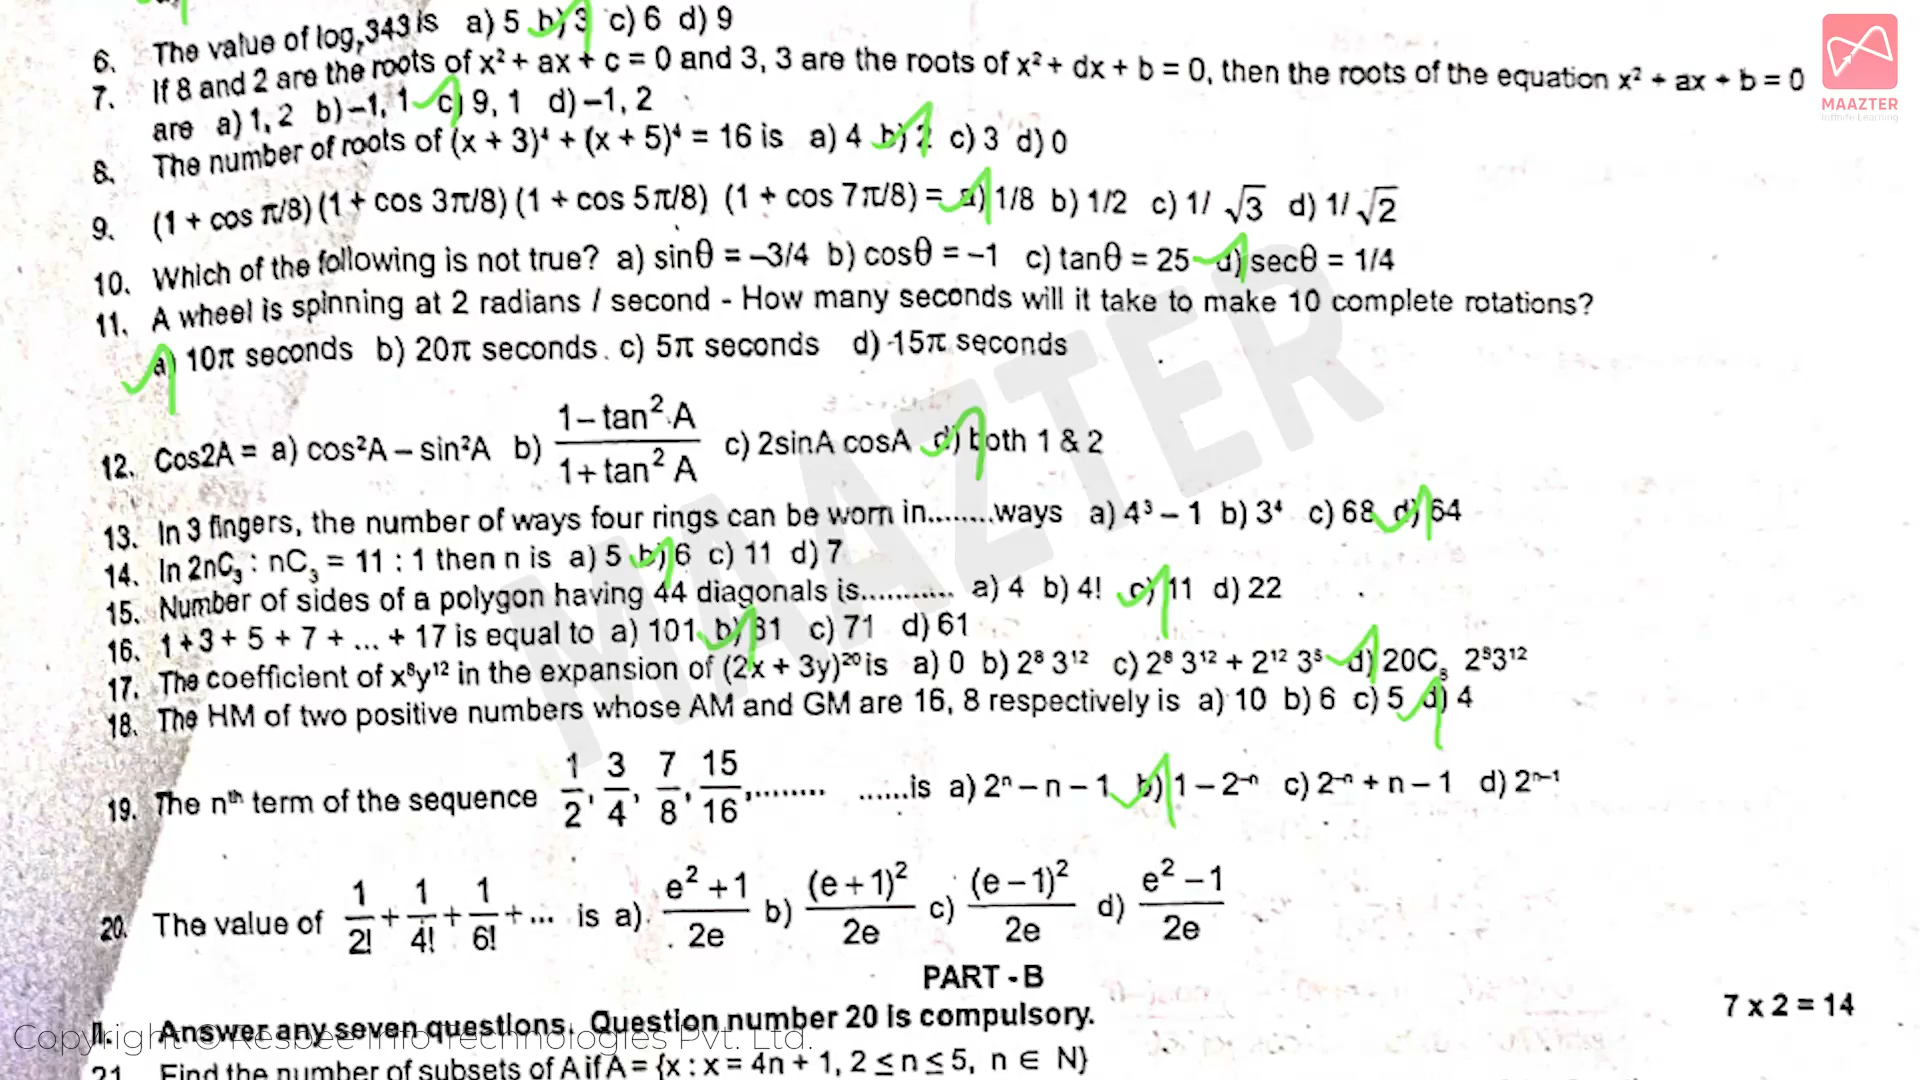 MAAZTER
Infinite Learning
6. The value of log₇343 is a) 5 b) 3 c) 6 d) 9
7. If 8 and 2 are the roots of x² + ax + c = 0 and 3, 3 are the roots of x² + dx + b = 0, then the roots of the equation x² + ax + b = 0
are a) 1, 2 b) –1, 1 c) 9, 1 d) –1, 2
8. The number of roots of (x + 3)⁴ + (x + 5)⁴ = 16 is a) 4 b) 2 c) 3 d) 0
9. (1 + cos π/8) (1 + cos 3π/8) (1 + cos 5π/8) (1 + cos 7π/8) = a) 1/8 b) 1/2 c) 1/ √3 d) 1/ √2
10. Which of the following is not true? a) sinθ = –3/4 b) cosθ = –1 c) tanθ = 25 d) secθ = 1/4
11. A wheel is spinning at 2 radians / second - How many seconds will it take to make 10 complete rotations?
a) 10π seconds b) 20π seconds c) 5π seconds d) 15π seconds
12. Cos2A = a) cos²A – sin²A b) (1 – tan² A)/(1 + tan² A) c) 2sinA cosA d) both 1 & 2
13. In 3 fingers, the number of ways four rings can be worn in........ways a) 4³ – 1 b) 3⁴ c) 68 d) 64
14. In 2nC₃ : nC₃ = 11 : 1 then n is a) 5 b) 6 c) 11 d) 7
15. Number of sides of a polygon having 44 diagonals is........... a) 4 b) 4! c) 11 d) 22
16. 1 + 3 + 5 + 7 + ... + 17 is equal to a) 101 b) 81 c) 71 d) 61
17. The coefficient of x⁸y¹² in the expansion of (2x + 3y)²⁰ is a) 0 b) 2⁸ 3¹² c) 2⁸ 3¹² + 2¹² 3⁸ d) 20C₈ 2⁸3¹²
18. The HM of two positive numbers whose AM and GM are 16, 8 respectively is a) 10 b) 6 c) 5 d) 4
19. The nᵗʰ term of the sequence 1/2, 3/4, 7/8, 15/16, ......... ......is a) 2ⁿ – n – 1 b) 1 – 2⁻ⁿ c) 2⁻ⁿ + n – 1 d) 2ⁿ⁻¹
20. The value of 1/2! + 1/4! + 1/6! + ... is a) (e² + 1)/2e b) (e + 1)²/2e c) (e – 1)²/2e d) (e² – 1)/2e
PART - B
7 x 2 = 14
II. Answer any seven questions. Question number 20 is compulsory.
Copyright © Resbee Info Technologies Pvt. Ltd.
21. Find the number of subsets of A if A = {x : x = 4n + 1, 2 ≤ n ≤ 5, n ∈ N}
MAAZTER